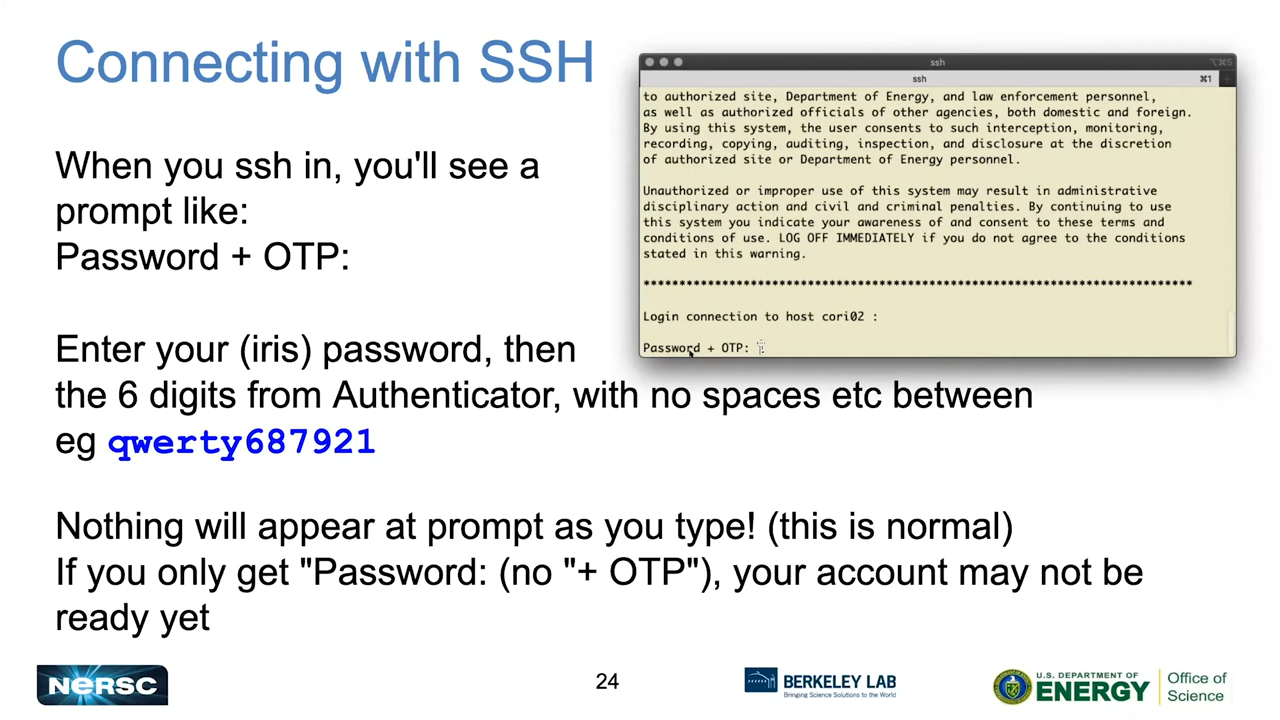 Connecting with SSH
When you ssh in, you'll see a
prompt like:
Password + OTP:
Enter your (iris) password, then
the 6 digits from Authenticator, with no spaces etc between
eg qwerty687921
Nothing will appear at prompt as you type! (this is normal)
If you only get "Password: (no "+ OTP"), your account may not be
ready yet
ssh
⌥⌘5
ssh
⌘1
to authorized site, Department of Energy, and law enforcement personnel,
as well as authorized officials of other agencies, both domestic and foreign.
By using this system, the user consents to such interception, monitoring,
recording, copying, auditing, inspection, and disclosure at the discretion
of authorized site or Department of Energy personnel.
Unauthorized or improper use of this system may result in administrative
disciplinary action and civil and criminal penalties. By continuing to use
this system you indicate your awareness of and consent to these terms and
conditions of use. LOG OFF IMMEDIATELY if you do not agree to the conditions
stated in this warning.
*****************************************************************************
Login connection to host cori02 :
Password + OTP:
NERSC
24
BERKELEY LAB
Bringing Science Solutions to the World
U.S. DEPARTMENT OF
ENERGY
Office of
Science